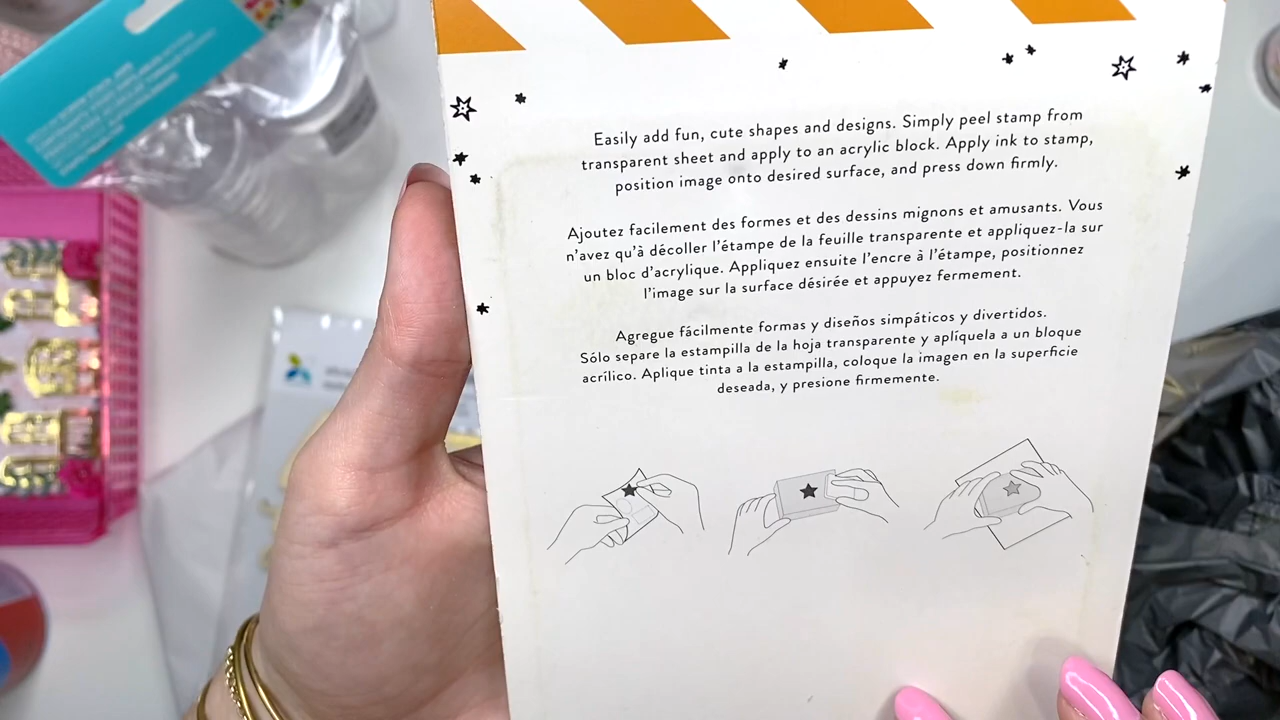 Easily add fun, cute shapes and designs. Simply peel stamp from
transparent sheet and apply to an acrylic block. Apply ink to stamp,
position image onto desired surface, and press down firmly.
Ajoutez facilement des formes et des dessins mignons et amusants. Vous
n'avez qu'à décoller l'étampe de la feuille transparente et appliquez-la sur
un bloc d'acrylique. Appliquez ensuite l'encre à l'étampe, positionnez
l'image sur la surface désirée et appuyez fermement.
Agregue fácilmente formas y diseños simpáticos y divertidos.
Sólo separe la estampilla de la hoja transparente y aplíquela a un bloque
acrílico. Aplique tinta a la estampilla, coloque la imagen en la superficie
deseada, y presione firmemente.